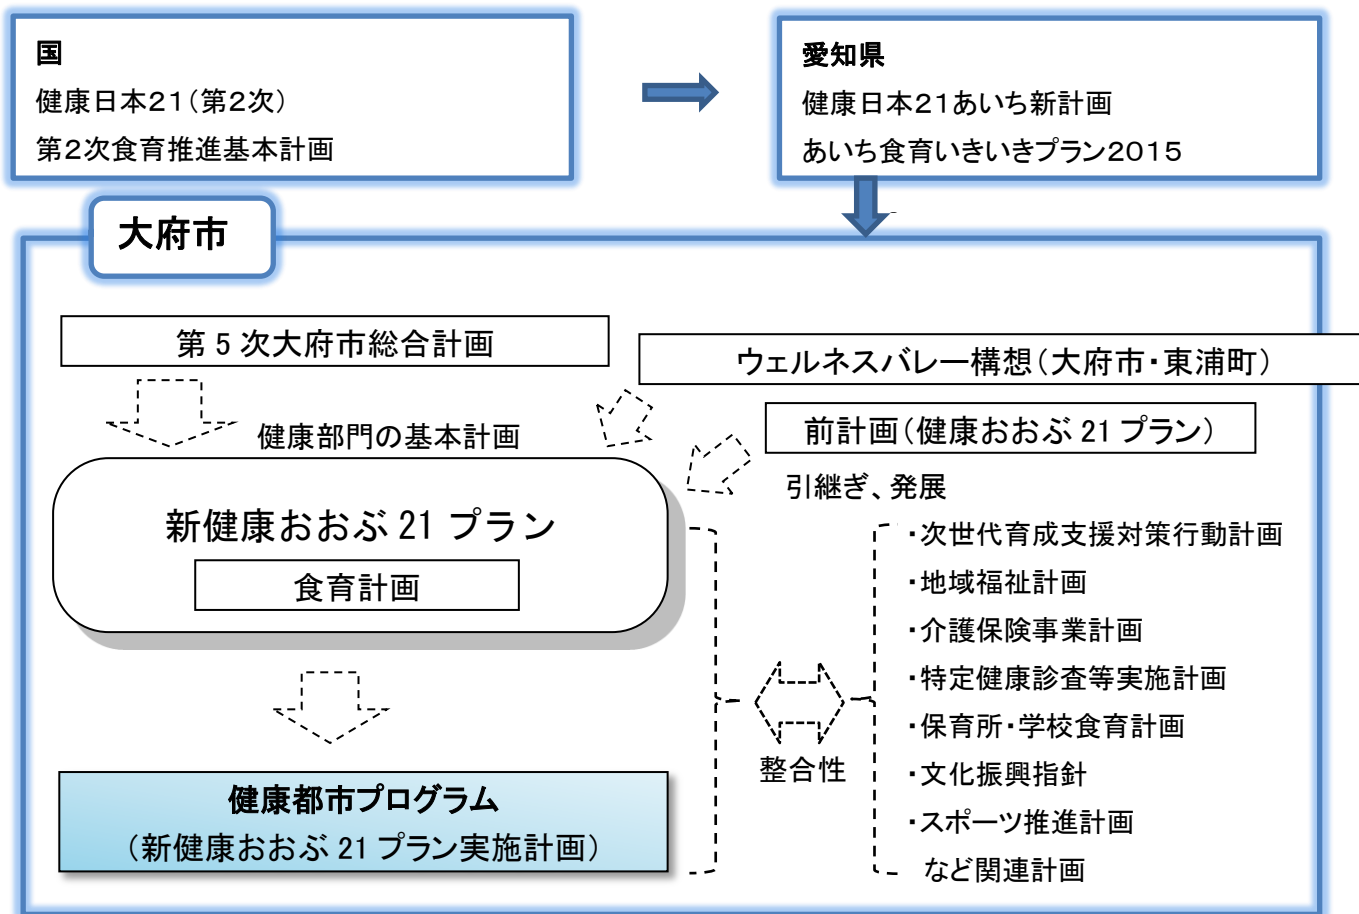 国
健康日本２１（第２次）
第２次食育推進基本計画
愛知県
健康日本２１あいち新計画
あいち食育いきいきプラン２０１５
大府市
第 5 次大府市総合計画
ウェルネスバレー構想（大府市・東浦町）
健康部門の基本計画
前計画（健康おおぶ 21 プラン）
引継ぎ、発展
新健康おおぶ 21 プラン
食育計画
・次世代育成支援対策行動計画
・地域福祉計画
・介護保険事業計画
・特定健康診査等実施計画
・保育所・学校食育計画
・文化振興指針
・スポーツ推進計画
など関連計画
整合性
健康都市プログラム
（新健康おおぶ 21 プラン実施計画）